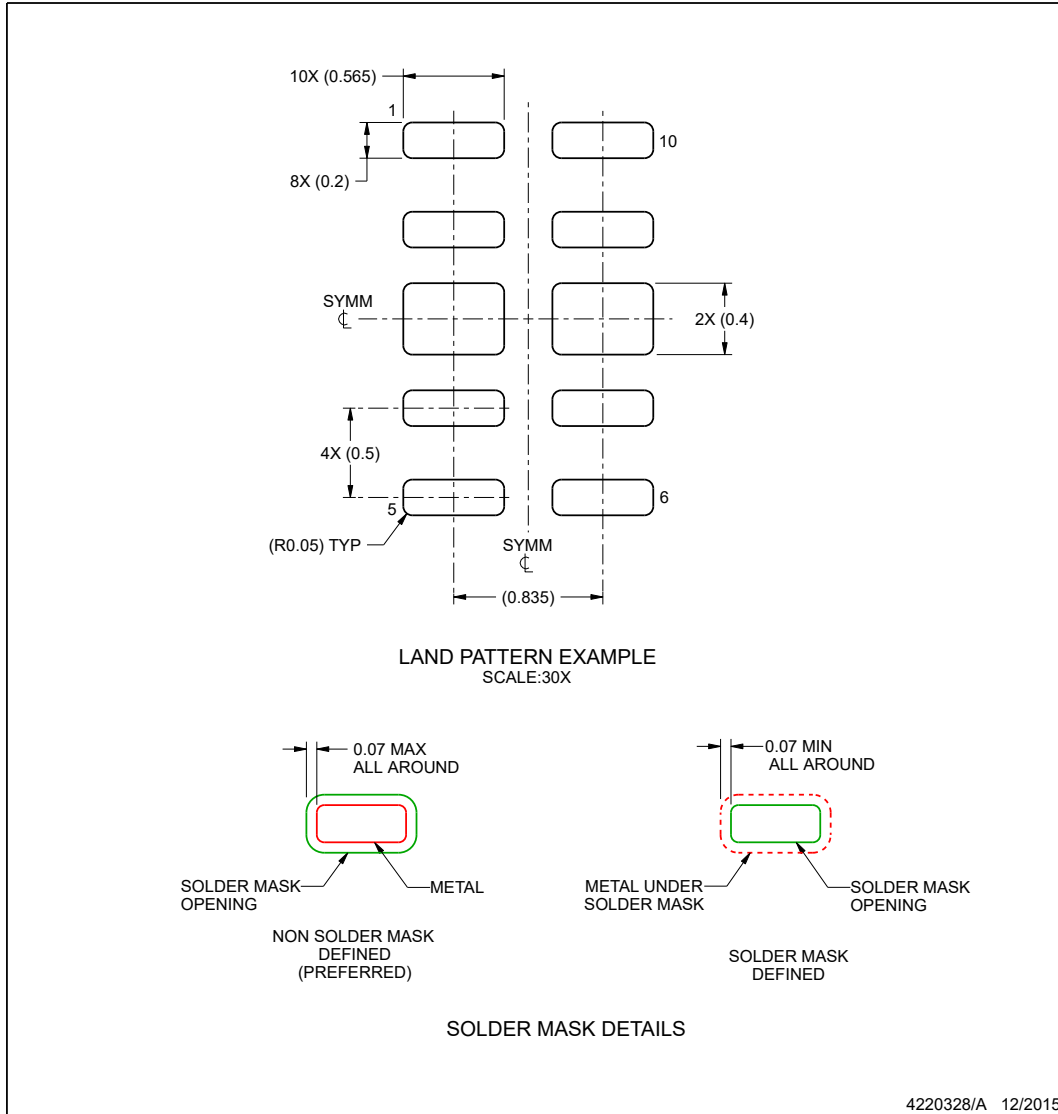 10X (0.565)
1
10
8X (0.2)
SYMM
℄
2X (0.4)
4X (0.5)
5
6
(R0.05) TYP
SYMM
℄
(0.835)
LAND PATTERN EXAMPLE
SCALE:30X
0.07 MAX
ALL AROUND
0.07 MIN
ALL AROUND
SOLDER MASK
OPENING
METAL
METAL UNDER
SOLDER MASK
SOLDER MASK
OPENING
NON SOLDER MASK
DEFINED
(PREFERRED)
SOLDER MASK
DEFINED
SOLDER MASK DETAILS
4220328/A 12/2015